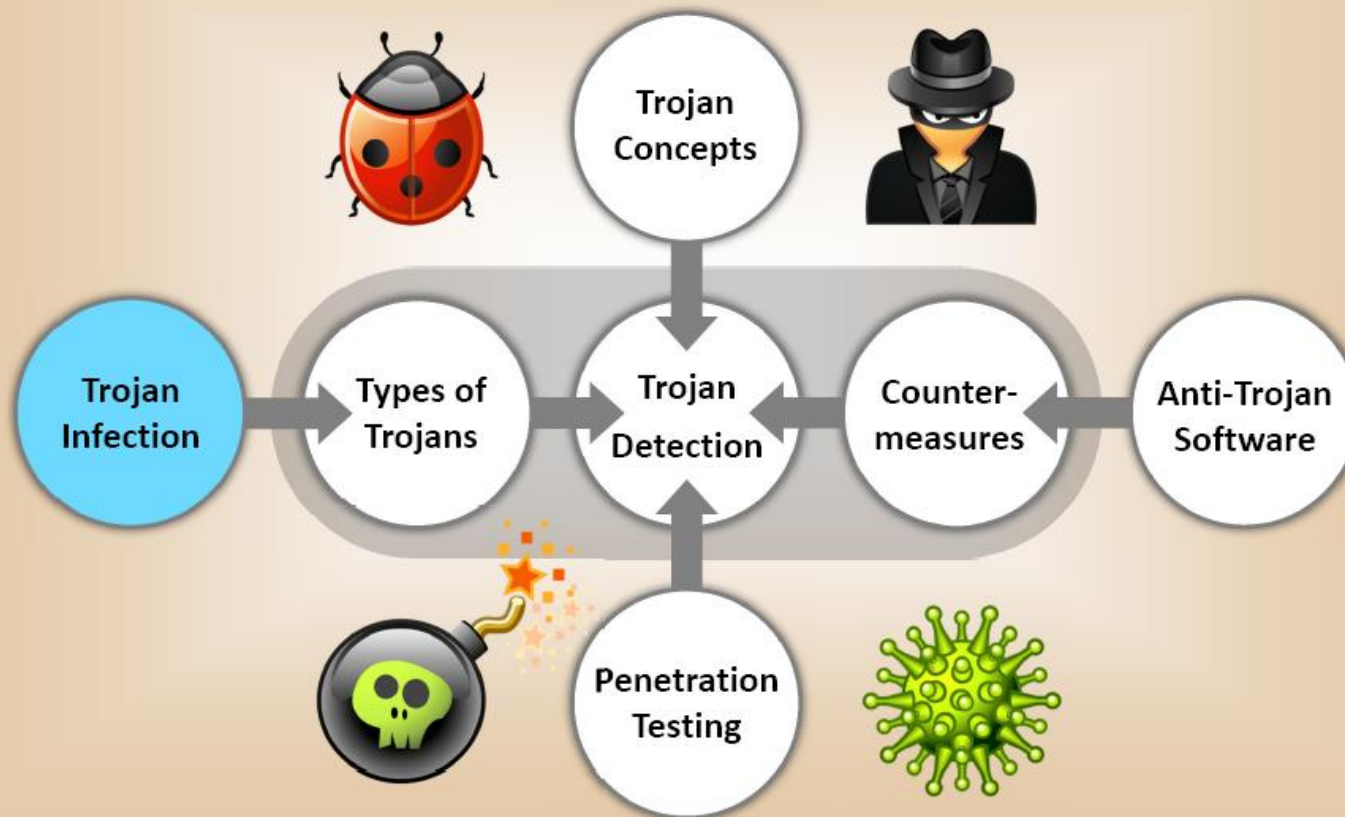 Trojan
Concepts
Trojan
Infection
Types of
Trojans
Trojan
Detection
Counter-
measures
Anti-Trojan
Software
Penetration
Testing